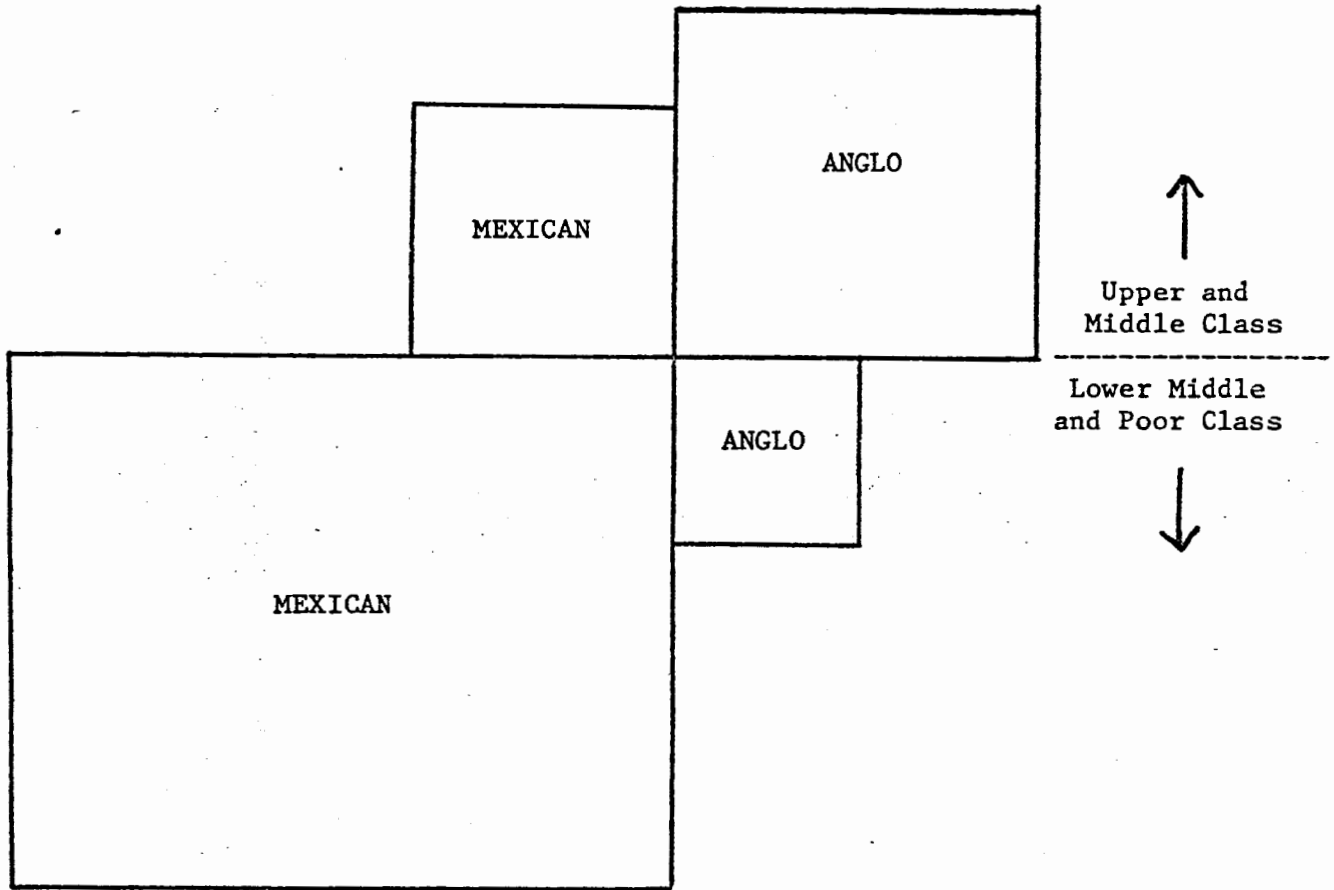 ANGLO
MEXICAN
Upper and
Middle Class
Lower Middle
and Poor Class
ANGLO
MEXICAN